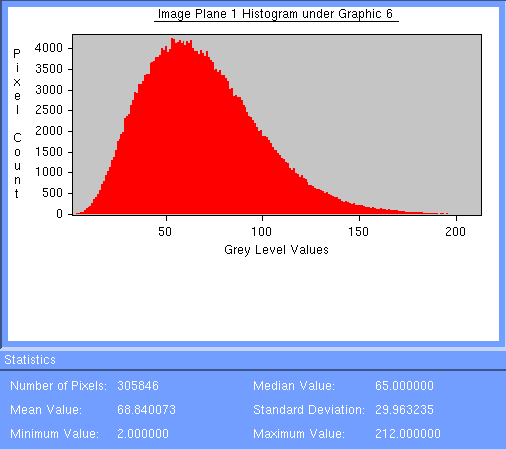 Image Plane 1 Histogram under Graphic 6
Pixel Count
4000
3500
3000
2500
2000
1500
1000
500
0
50 100 150 200
Grey Level Values
Statistics
Number of Pixels: 305846 Median Value: 65.000000
Mean Value: 68.840073 Standard Deviation: 29.963235
Minimum Value: 2.000000 Maximum Value: 212.000000